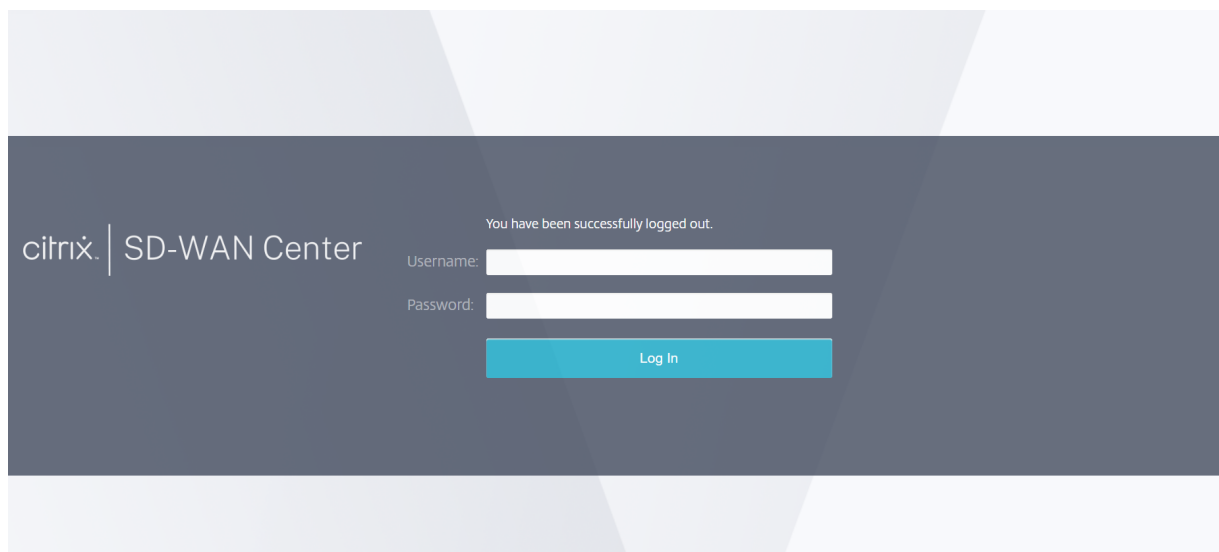 You have been successfully logged out.
citrix. | SD-WAN Center
Username:
Password:
Log In